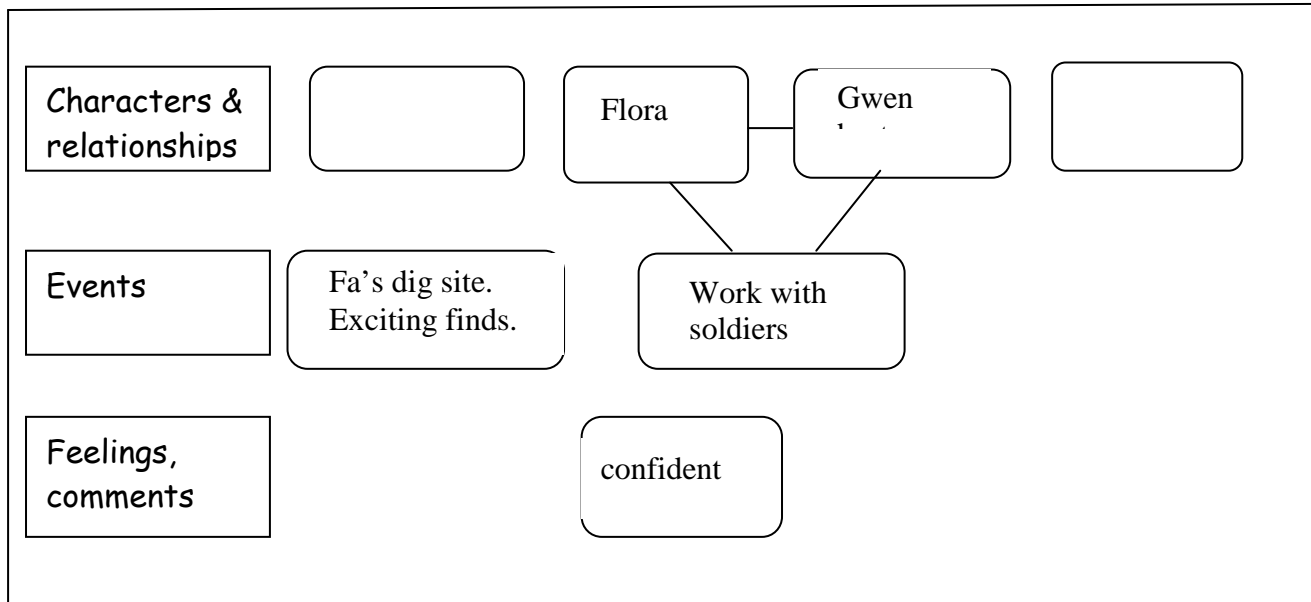 Characters &
relationships
Flora
Gwen
Events
Fa's dig site.
Exciting finds.
Work with
soldiers
Feelings,
comments
confident